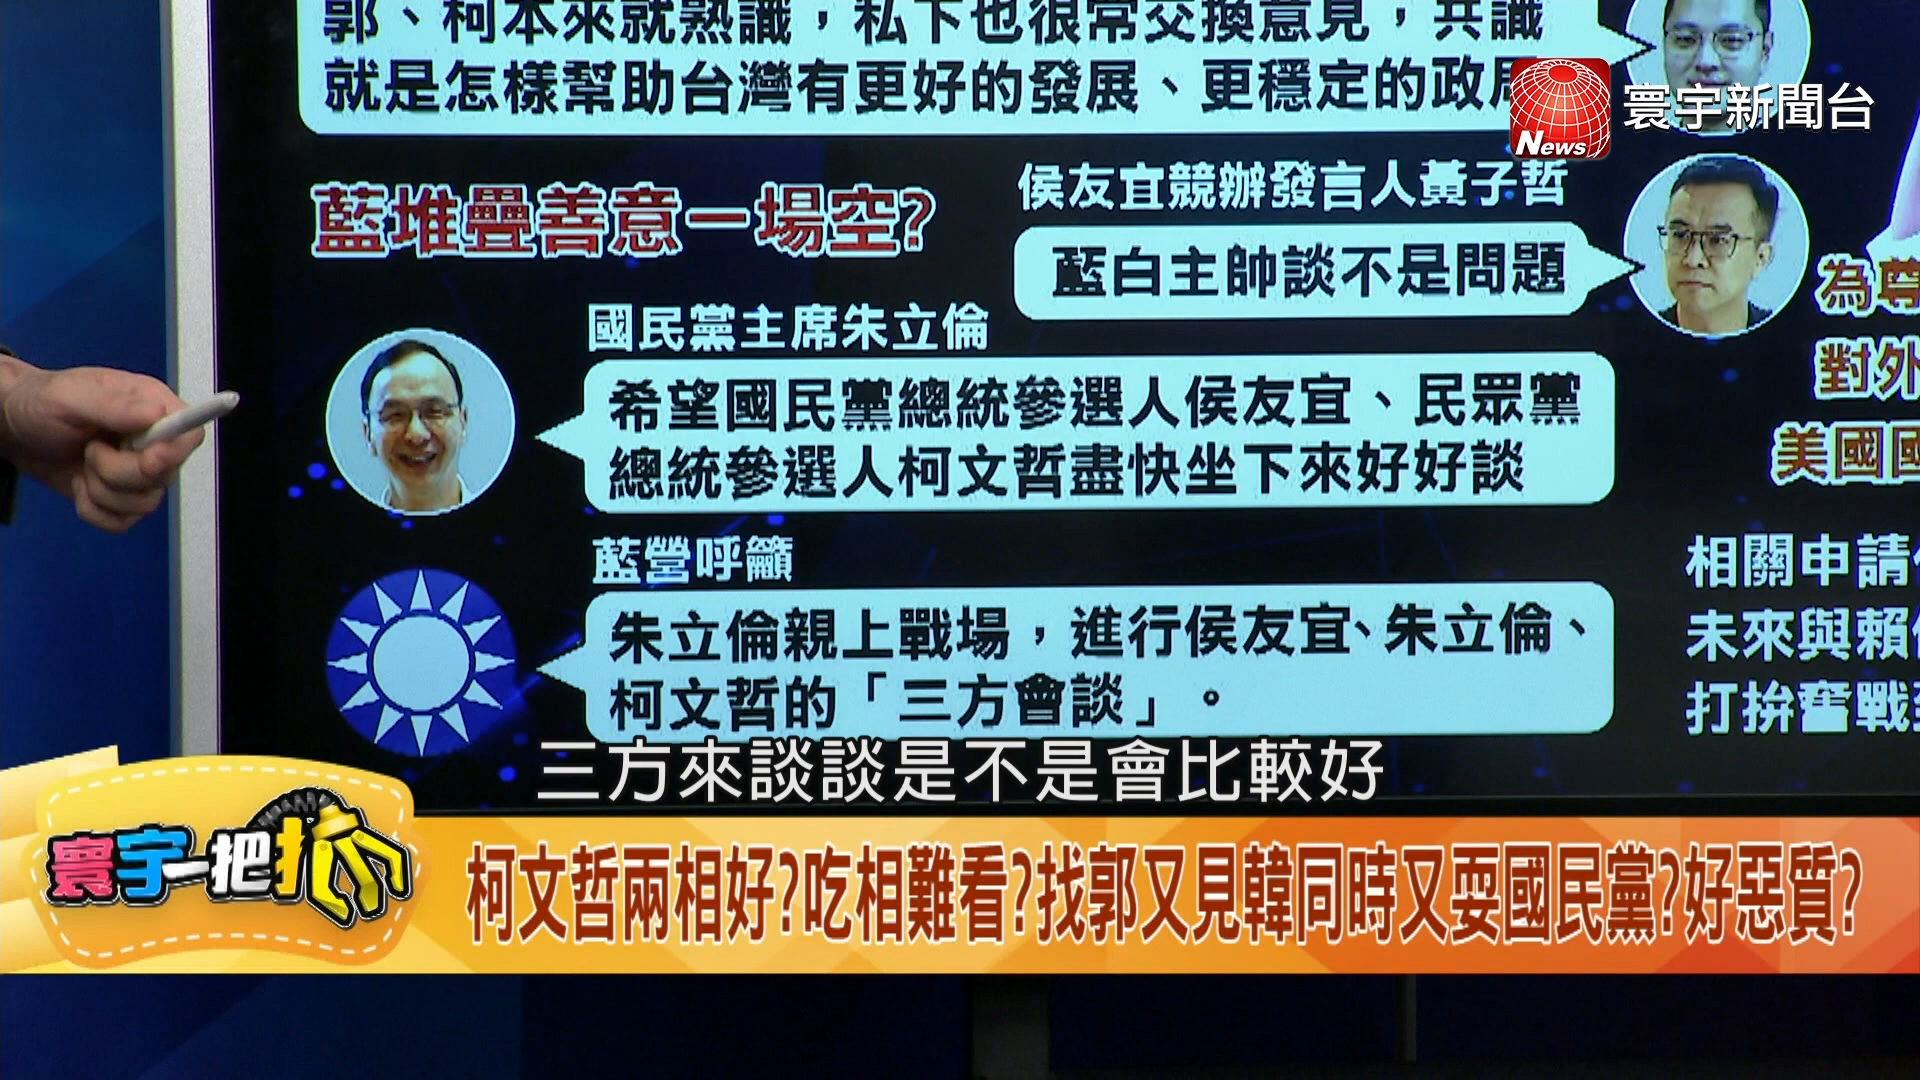 郭、柯本來就熟識，私下也很常交換意見，共識
就是怎樣幫助台灣有更好的發展、更穩定的政局
News
寰宇新聞台
藍堆疊善意一場空?
侯友宜競辦發言人黃子哲
藍白主帥談不是問題
國民黨主席朱立倫
希望國民黨總統參選人侯友宜、民眾黨
總統參選人柯文哲盡快坐下來好好談
藍營呼籲
朱立倫親上戰場，進行侯友宜、朱立倫、
柯文哲的「三方會談」。
為尊
對外
美國國
相關申請
未來與賴
打拚奮戰
三方來談談是不是會比較好
寰宇一把抓
柯文哲兩相好?吃相難看?找郭又見韓同時又耍國民黨?好惡質?